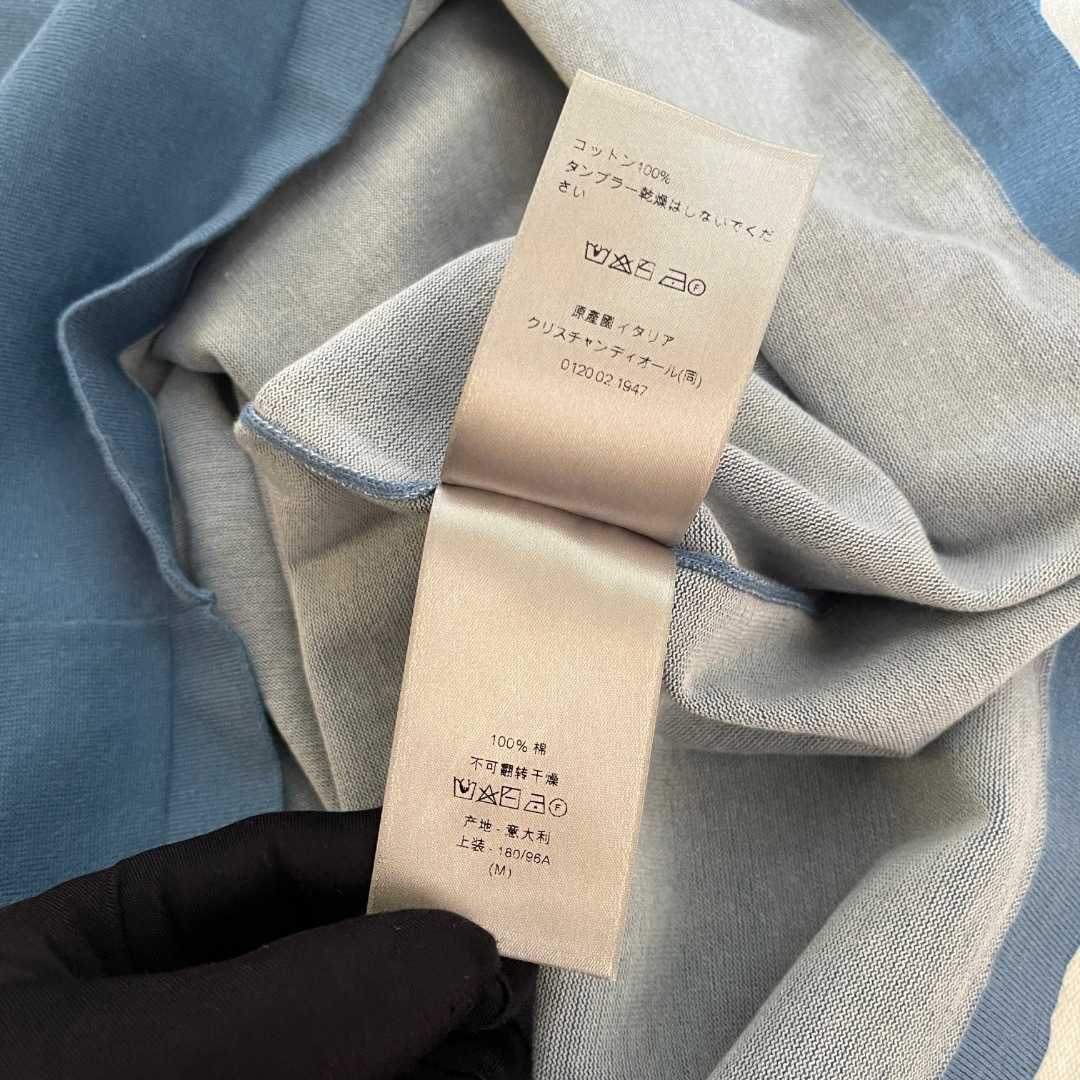 コットン100%
タンブラー乾燥はしないでくだ
さい
F
原產國 イタリア
クリスチャンディオール(同)
0120 02 1947
100% 棉
不可翻转干燥
F
产地 - 意大利
上装 - 180/96A
(M)